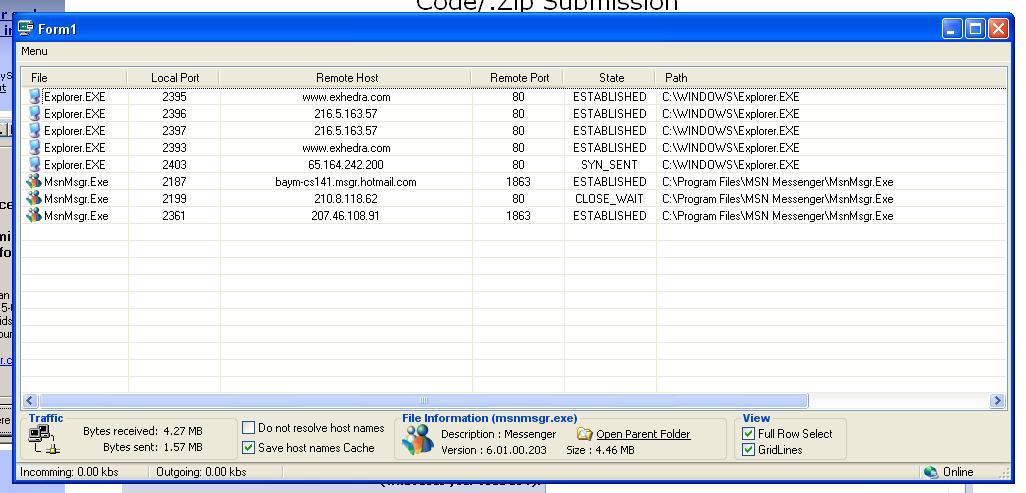 Code/.Zip Submission
Form1
Menu
File Local Port Remote Host Remote Port State Path
Explorer.EXE 2395 www.exhedra.com 80 ESTABLISHED C:\WINDOWS\Explorer.EXE
Explorer.EXE 2396 216.5.163.57 80 ESTABLISHED C:\WINDOWS\Explorer.EXE
Explorer.EXE 2397 216.5.163.57 80 ESTABLISHED C:\WINDOWS\Explorer.EXE
Explorer.EXE 2393 www.exhedra.com 80 ESTABLISHED C:\WINDOWS\Explorer.EXE
Explorer.EXE 2403 65.164.242.200 80 SYN_SENT C:\WINDOWS\Explorer.EXE
MsnMsgr.Exe 2187 baym-cs141.msgr.hotmail.com 1863 ESTABLISHED C:\Program Files\MSN Messenger\MsnMsgr.Exe
MsnMsgr.Exe 2199 210.8.118.62 80 CLOSE_WAIT C:\Program Files\MSN Messenger\MsnMsgr.Exe
MsnMsgr.Exe 2361 207.46.108.91 1863 ESTABLISHED C:\Program Files\MSN Messenger\MsnMsgr.Exe
Traffic
Bytes received: 4.27 MB
Bytes sent: 1.57 MB
Do not resolve host names
Save host names Cache
File Information (msnmsgr.exe)
Description : Messenger Open Parent Folder
Version : 6.01.00.203 Size : 4.46 MB
View
Full Row Select
GridLines
Incoming: 0.00 kbs Outgoing: 0.00 kbs Online